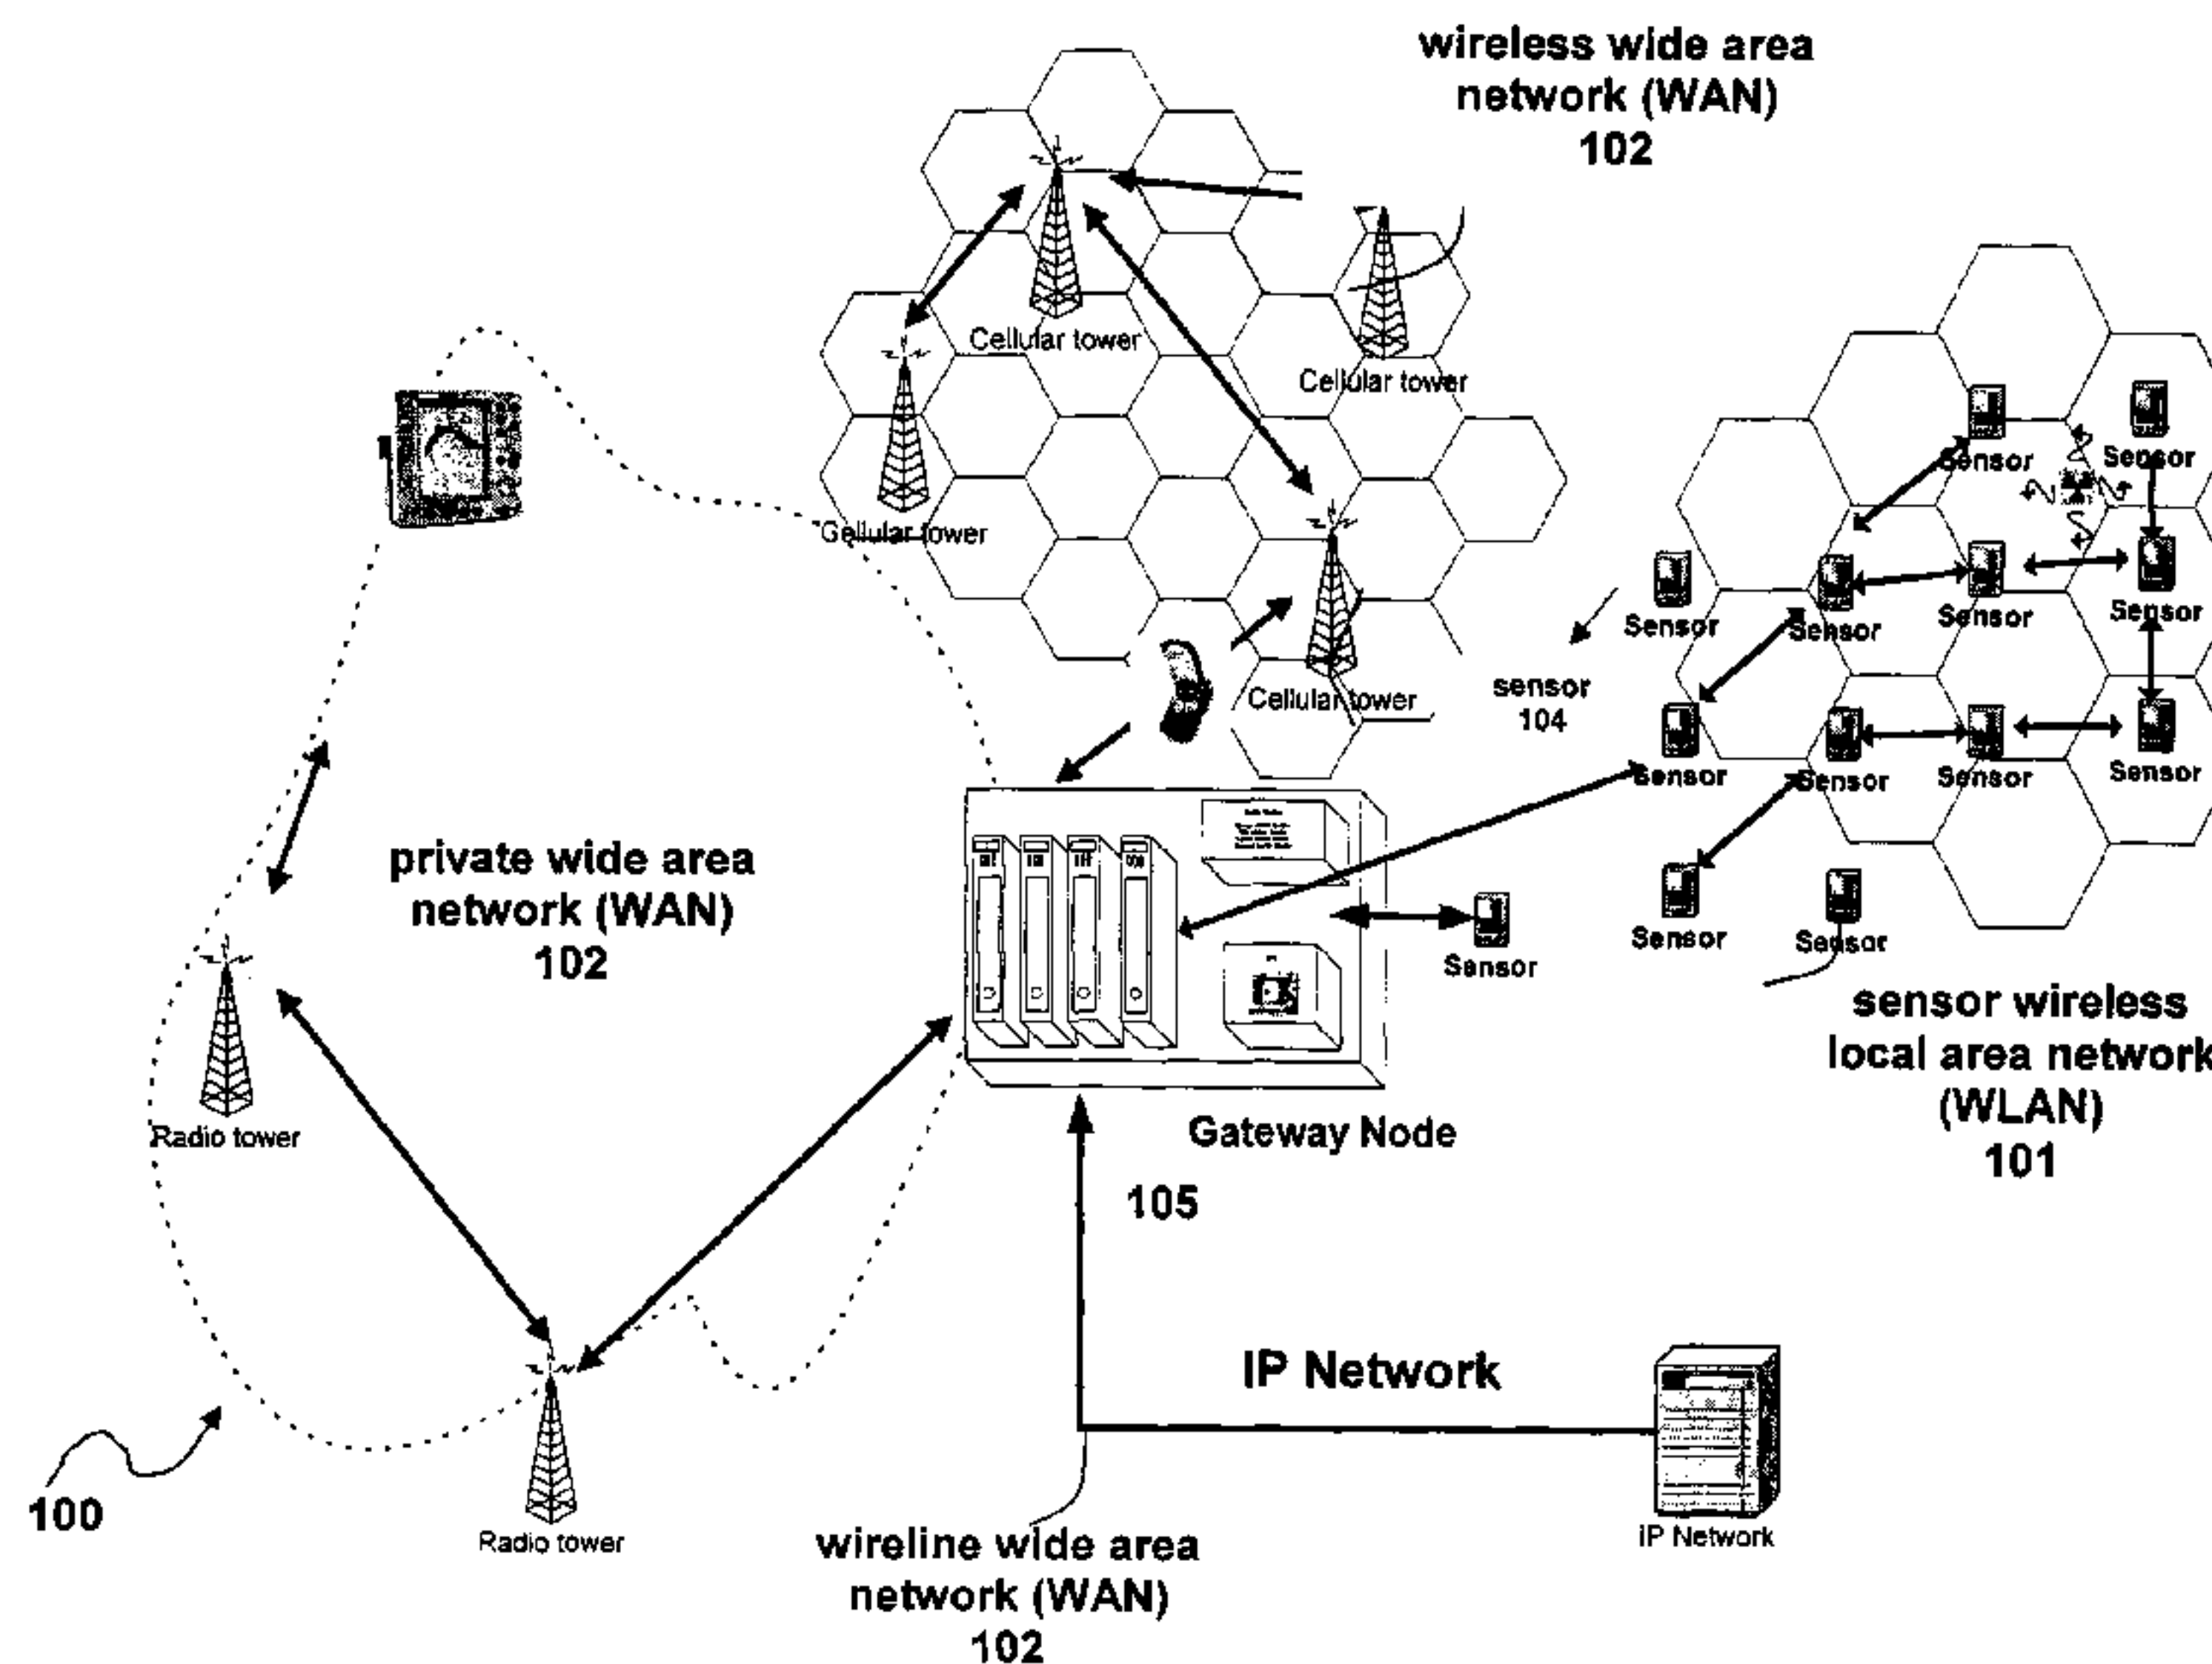 wireless wide area
network (WAN)
102
Cellular tower
Cellular tower
Cellular tower
Cellular tower
Sensor
Sensor
Sensor
Sensor
Sensor
Sensor
sensor
104
Sensor
Sensor
Sensor
Sensor
Sensor
Sensor
Sensor
private wide area
network (WAN)
102
sensor wireless
local area network
(WLAN)
101
Gateway Node
105
Radio tower
IP Network
100
Radio tower
iP Network
wireline wide area
network (WAN)
102